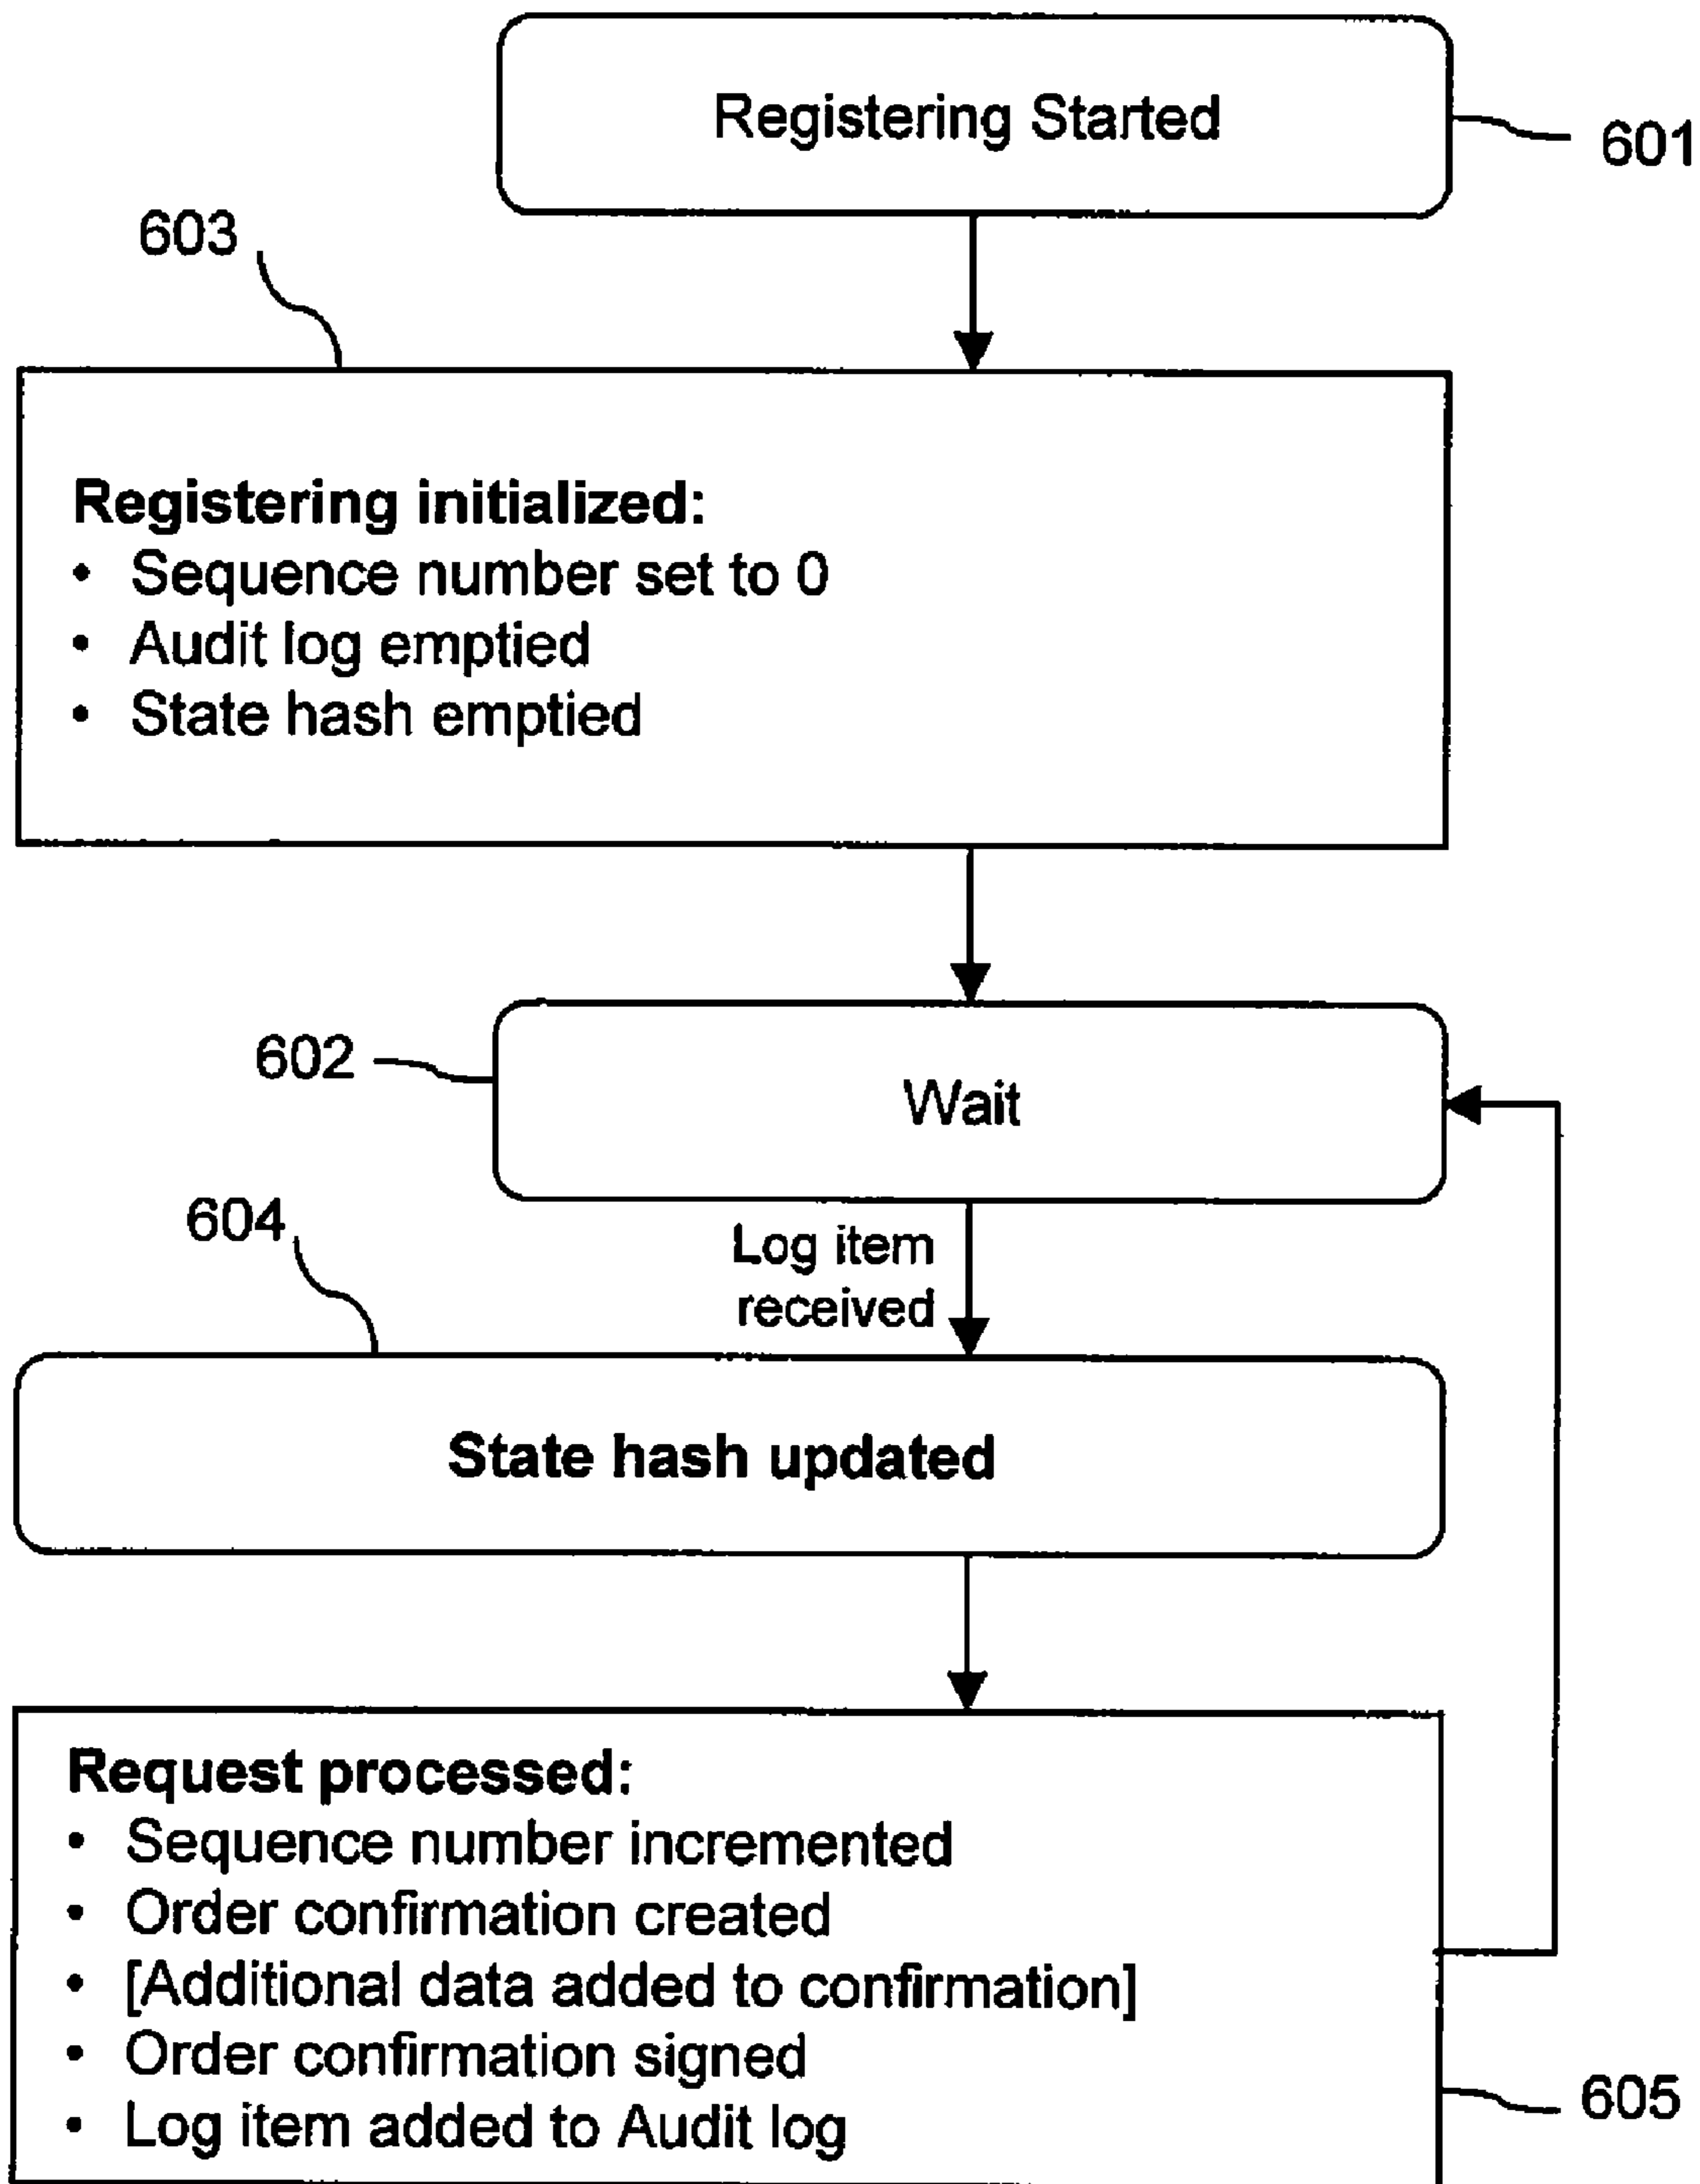 Registering Started
601
603
Registering initialized:
• Sequence number set to 0
• Audit log emptied
• State hash emptied
602
Wait
604
Log item
received
State hash updated
Request processed:
• Sequence number incremented
• Order confirmation created
• [Additional data added to confirmation]
• Order confirmation signed
• Log item added to Audit log
605